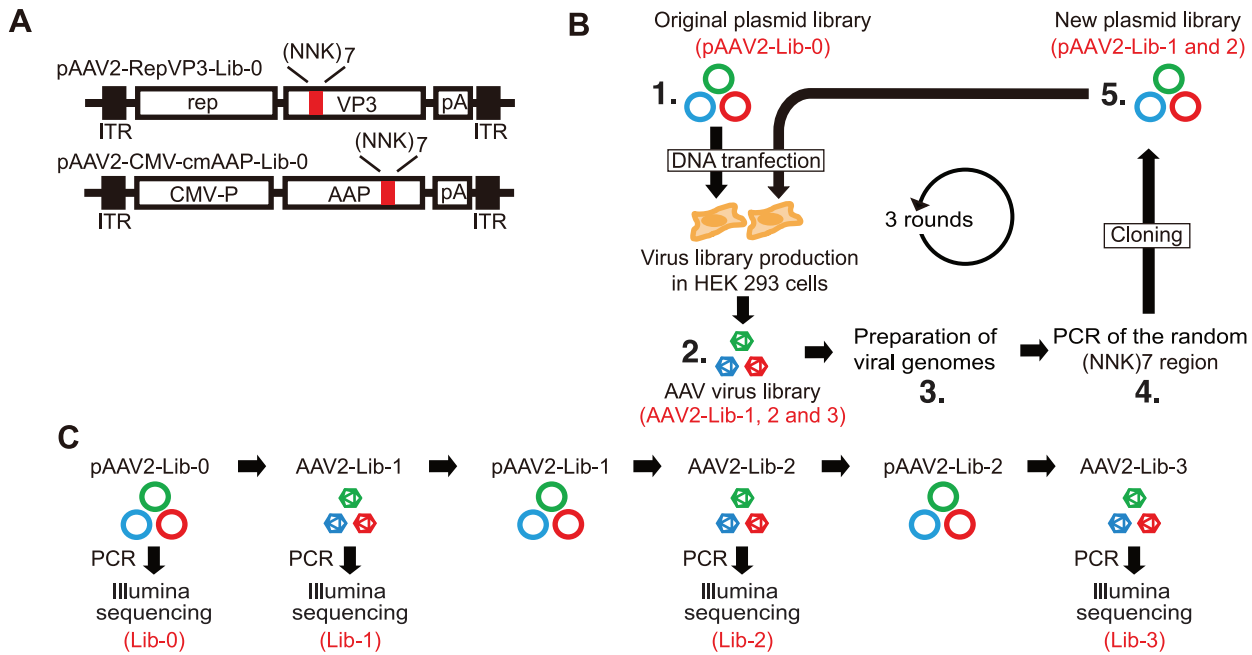 A
(NNK)7
pAAV2-RepVP3-Lib-0
rep
VP3
pA
ITR
ITR
(NNK)7
pAAV2-CMV-cmAAP-Lib-0
CMV-P
AAP
pA
ITR
ITR
B
Original plasmid library
(pAAV2-Lib-0)
New plasmid library
(pAAV2-Lib-1 and 2)
1.
5.
DNA tranfection
3 rounds
Cloning
Virus library production
in HEK 293 cells
2.
AAV virus library
(AAV2-Lib-1, 2 and 3)
Preparation of
viral genomes
3.
PCR of the random
(NNK)7 region
4.
C
pAAV2-Lib-0
AAV2-Lib-1
pAAV2-Lib-1
AAV2-Lib-2
pAAV2-Lib-2
AAV2-Lib-3
PCR
Illumina
sequencing
(Lib-0)
PCR
Illumina
sequencing
(Lib-1)
PCR
Illumina
sequencing
(Lib-2)
PCR
Illumina
sequencing
(Lib-3)